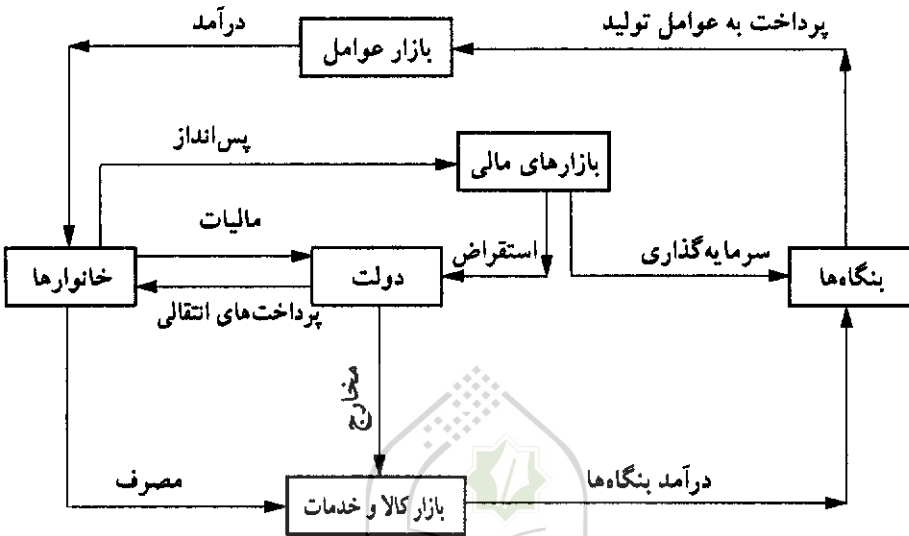 پرداخت به عوامل تولید
درآمد
بازار عوامل
پس‌انداز
بازارهای مالی
مالیات
استقراض
سرمایه‌گذاری
بنگاه‌ها
دولت
خانوارها
پرداخت‌های انتقالی
مخارج
مصرف
درآمد بنگاه‌ها
بازار کالا و خدمات